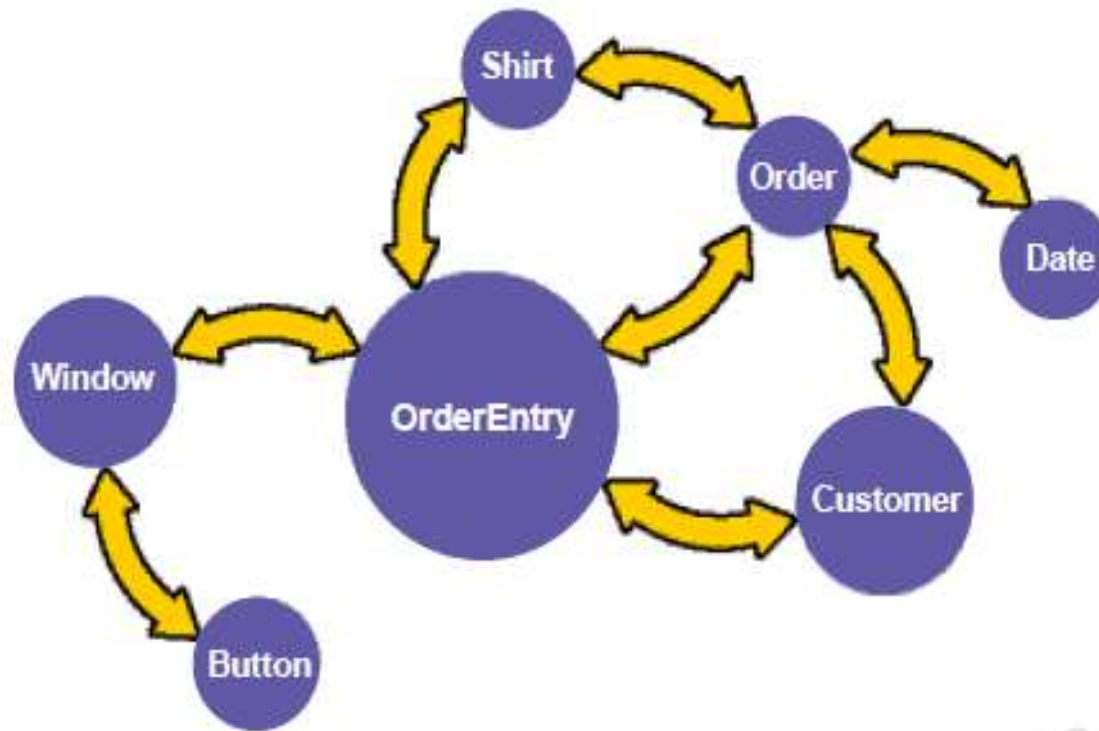 Shirt
Order
Date
Window
OrderEntry
Customer
Button